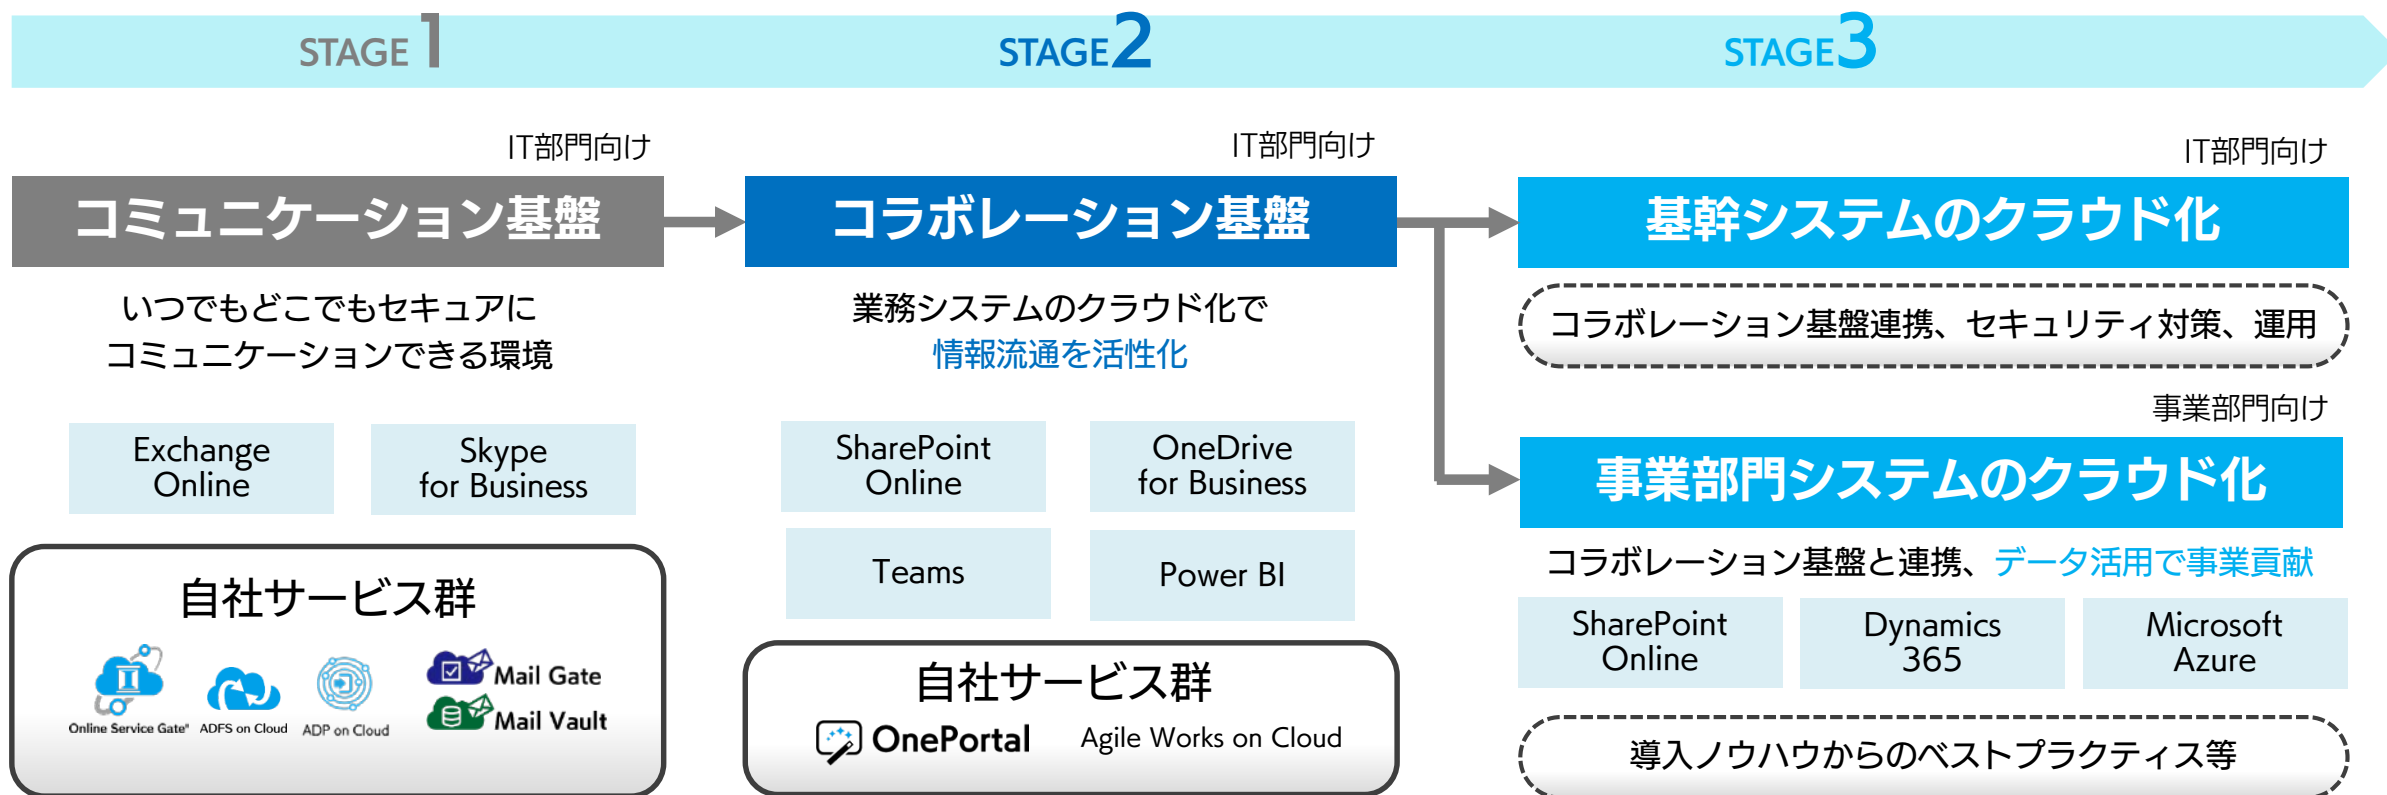 STAGE 1
STAGE2
STAGE3
IT部門向け
コミュニケーション基盤
いつでもどこでもセキュアに
コミュニケーションできる環境
Exchange
Online
Skype
for Business
自社サービス群
Online Service Gate®
ADFS on Cloud
ADP on Cloud
Mail Gate
Mail Vault
IT部門向け
コラボレーション基盤
業務システムのクラウド化で
情報流通を活性化
SharePoint
Online
OneDrive
for Business
Teams
Power BI
自社サービス群
OnePortal
Agile Works on Cloud
IT部門向け
基幹システムのクラウド化
コラボレーション基盤連携、セキュリティ対策、運用
事業部門向け
事業部門システムのクラウド化
コラボレーション基盤と連携、データ活用で事業貢献
SharePoint
Online
Dynamics
365
Microsoft
Azure
導入ノウハウからのベストプラクティス等